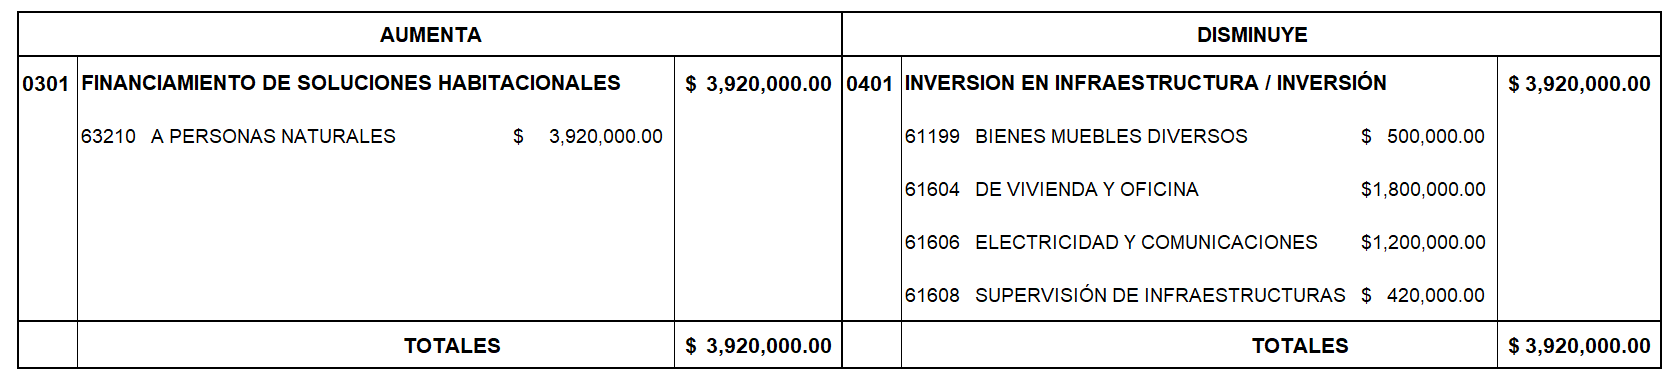 AUMENTA DISMINUYE
0301 FINANCIAMIENTO DE SOLUCIONES HABITACIONALES $ 3,920,000.00 0401 INVERSION EN INFRAESTRUCTURA / INVERSIÓN $ 3,920,000.00
63210 A PERSONAS NATURALES $ 3,920,000.00 61199 BIENES MUEBLES DIVERSOS $ 500,000.00
61604 DE VIVIENDA Y OFICINA $1,800,000.00
61606 ELECTRICIDAD Y COMUNICACIONES $1,200,000.00
61608 SUPERVISIÓN DE INFRAESTRUCTURAS $ 420,000.00
TOTALES $ 3,920,000.00 TOTALES $ 3,920,000.00